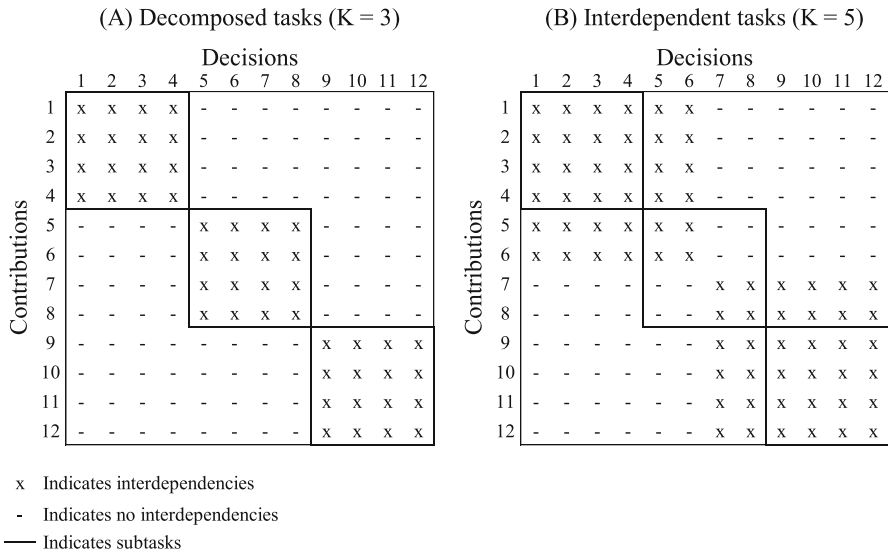 (A) Decomposed tasks (K = 3)
Decisions
1 2 3 4 5 6 7 8 9 10 11 12
Contributions
1 x x x x - - - - - - - -
2 x x x x - - - - - - - -
3 x x x x - - - - - - - -
4 x x x x - - - - - - - -
5 - - - - x x x x - - - -
6 - - - - x x x x - - - -
7 - - - - x x x x - - - -
8 - - - - x x x x - - - -
9 - - - - - - - - x x x x
10 - - - - - - - - x x x x
11 - - - - - - - - x x x x
12 - - - - - - - - x x x x
(B) Interdependent tasks (K = 5)
Decisions
1 2 3 4 5 6 7 8 9 10 11 12
Contributions
1 x x x x x x - - - - - -
2 x x x x x x - - - - - -
3 x x x x x x - - - - - -
4 x x x x x x - - - - - -
5 x x x x x x - - - - - -
6 x x x x x x - - - - - -
7 - - - - - - x x x x x x
8 - - - - - - x x x x x x
9 - - - - - - x x x x x x
10 - - - - - - x x x x x x
11 - - - - - - x x x x x x
12 - - - - - - x x x x x x
x Indicates interdependencies
- Indicates no interdependencies
Indicates subtasks